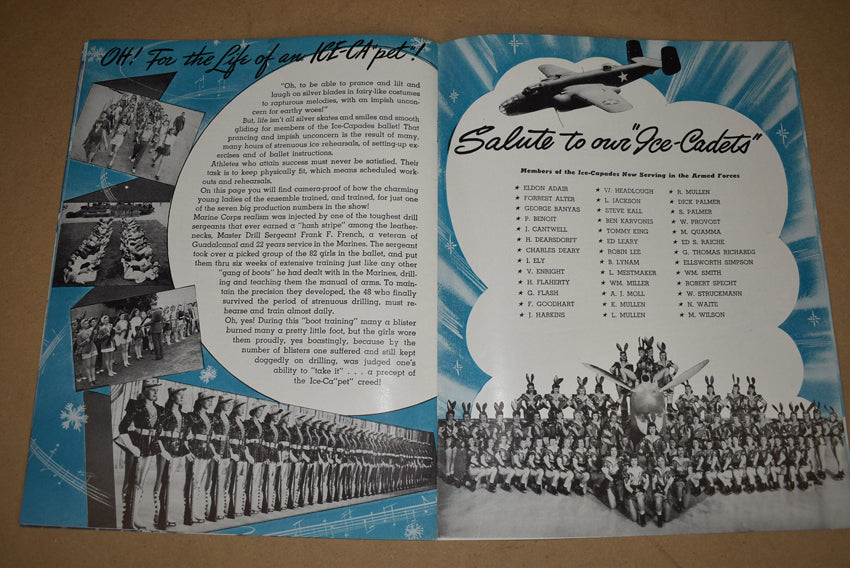 OH! For the Life of an ICE-CA"pet"!
"Oh, to be able to prance and lilt and
laugh on silver blades in fairy-like costumes
to rapturous melodies, with an impish uncon-
cern for earthy woes!"
But, life isn't all silver skates and smiles and smooth
gliding for members of the Ice-Capades ballet! That
prancing and impish unconcern is the result of many,
many hours of strenuous ice rehearsals, of setting-up ex-
ercises and of ballet instructions.
Athletes who attain success must never be satisfied. Their
task is to keep physically fit, which means scheduled work-
outs and rehearsals.
On this page you will find camera-proof of how the charming
young ladies of the ensemble trained, and trained, for just one
of the seven big production numbers in the show!
Marine Corps realism was injected by one of the toughest drill
sergeants that ever earned a "hash stripe" among the leather-
necks, Master Drill Sergeant Frank F. French, a veteran of
Guadalcanal and 22 years service in the Marines. The sergeant
took over a picked group of the 82 girls in the ballet, and put
them thru six weeks of extensive training just like any other
"gang of boots" he had dealt with in the Marines, drill-
ing and teaching them the manual of arms. To main-
tain the precision they developed, the 48 who finally
survived the period of strenuous drilling, must re-
hearse and train almost daily.
Oh, yes! During this "boot training" many a blister
burned many a pretty little foot, but the girls wore
them proudly, yes boastingly, because by the
number of blisters one suffered and still kept
doggedly on drilling, was judged one's
ability to "take it" . . . a precept of
the Ice-Ca"pet" creed!
Salute to our "Ice-Cadets"
Members of the Ice-Capades Now Serving in the Armed Forces
★ ELDON ADAIR
★ FORREST ALTER
★ GEORGE BANYAS
★ P. BENOIT
★ J. CANTWELL
★ H. DEARSDORFF
★ CHARLES DEARY
★ I. ELY
★ V. ENRIGHT
★ H. FLAHERTY
★ G. FLASH
★ F. GOODHART
★ J. HARKINS
★ W. HEADLOUGH
★ L. JACKSON
★ STEVE KALL
★ BEN KARVONIS
★ TOMMY KING
★ ED LEARY
★ ROBIN LEE
★ B. LYNAM
★ L. MESTMAKER
★ WM. MILLER
★ A. J. MOLL
★ K. MULLEN
★ L. MULLEN
★ R. MULLEN
★ DICK PALMER
★ S. PALMER
★ W. PROVOST
★ M. QUAMMA
★ ED S. RAICHE
★ G. THOMAS RICHARDS
★ ELLSWORTH SIMPSON
★ WM. SMITH
★ ROBERT SPECHT
★ W. STRUCKMANN
★ N. WAITE
★ M. WILSON